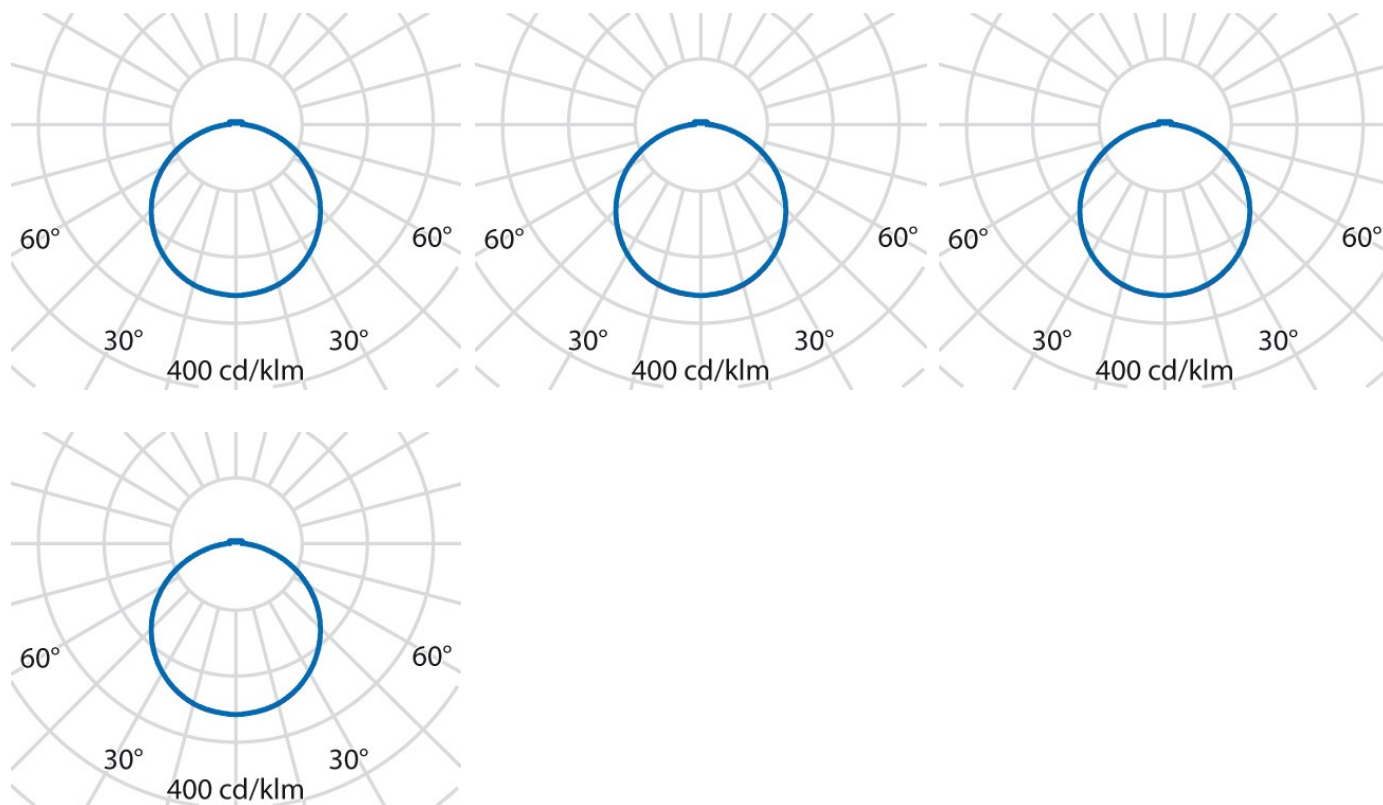 60° 60° 60° 60° 60° 60°
30° 30° 30° 30° 30° 30°
400 cd/klm 400 cd/klm 400 cd/klm
60° 60°
30° 30°
400 cd/klm